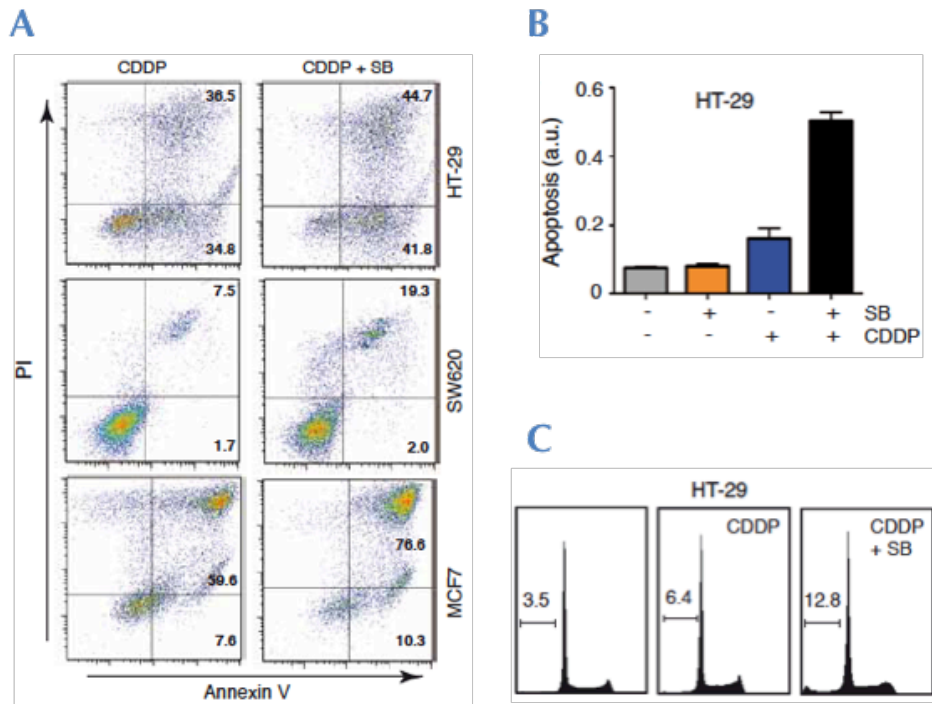 A
CDDP
CDDP + SB
36.5
44.7
HT-29
34.8
41.8
7.5
19.3
SW620
1.7
2.0
76.6
39.6
MCF7
7.6
10.3
PI
Annexin V
B
HT-29
Apoptosis (a.u.)
0.6
0.4
0.2
0
- + - + SB
- - + + CDDP
C
HT-29
CDDP
CDDP
+ SB
3.5
6.4
12.8